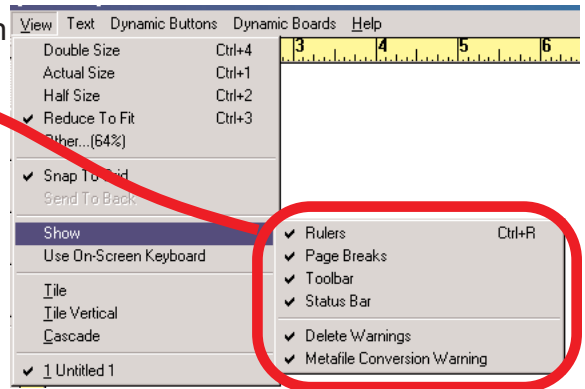 n
View Text Dynamic Buttons Dynamic Boards Help
3 4 5 6
Double Size Ctrl+4
Actual Size Ctrl+1
Half Size Ctrl+2
Reduce To Fit Ctrl+3
Other...(64%)
Snap To Grid
Send To Back
Show
Rulers Ctrl+R
Use On-Screen Keyboard
Page Breaks
Toolbar
Tile
Status Bar
Tile Vertical
Cascade
Delete Warnings
Metafile Conversion Warning
1 Untitled 1